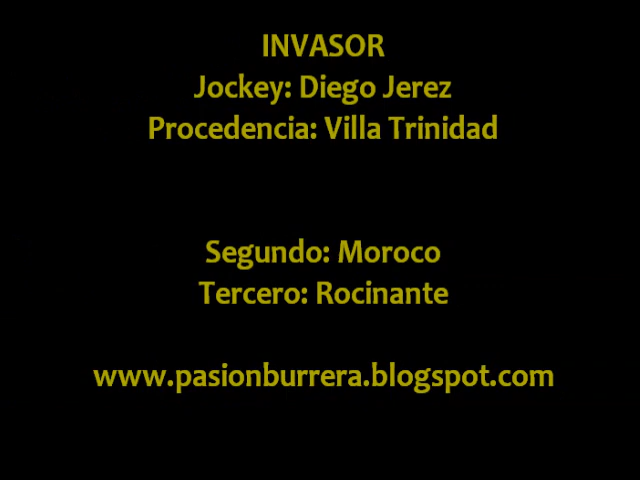 INVASOR
Jockey: Diego Jerez
Procedencia: Villa Trinidad
Segundo: Moroco
Tercero: Rocinante
www.pasionburrera.blogspot.com